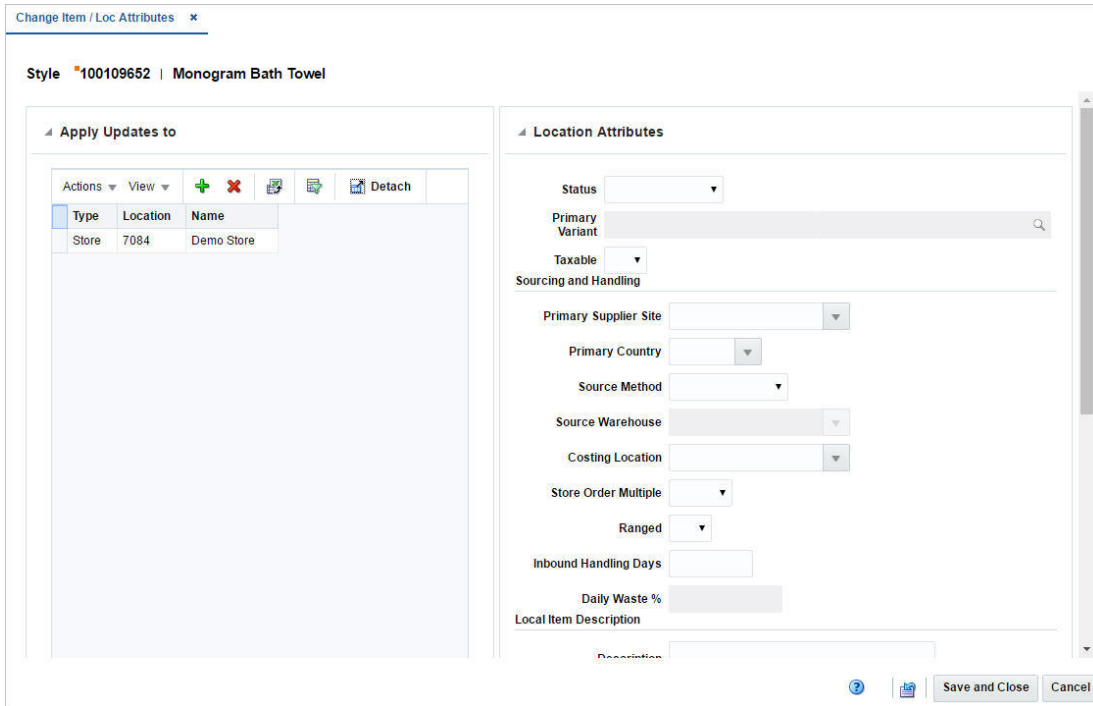 Change Item / Loc Attributes ×
Style 100109652 | Monogram Bath Towel
Apply Updates to
Actions View Detach
Type Location Name
Store 7084 Demo Store
Location Attributes
Status
Primary
Variant
Taxable
Sourcing and Handling
Primary Supplier Site
Primary Country
Source Method
Source Warehouse
Costing Location
Store Order Multiple
Ranged
Inbound Handling Days
Daily Waste %
Local Item Description
Description
Save and Close Cancel